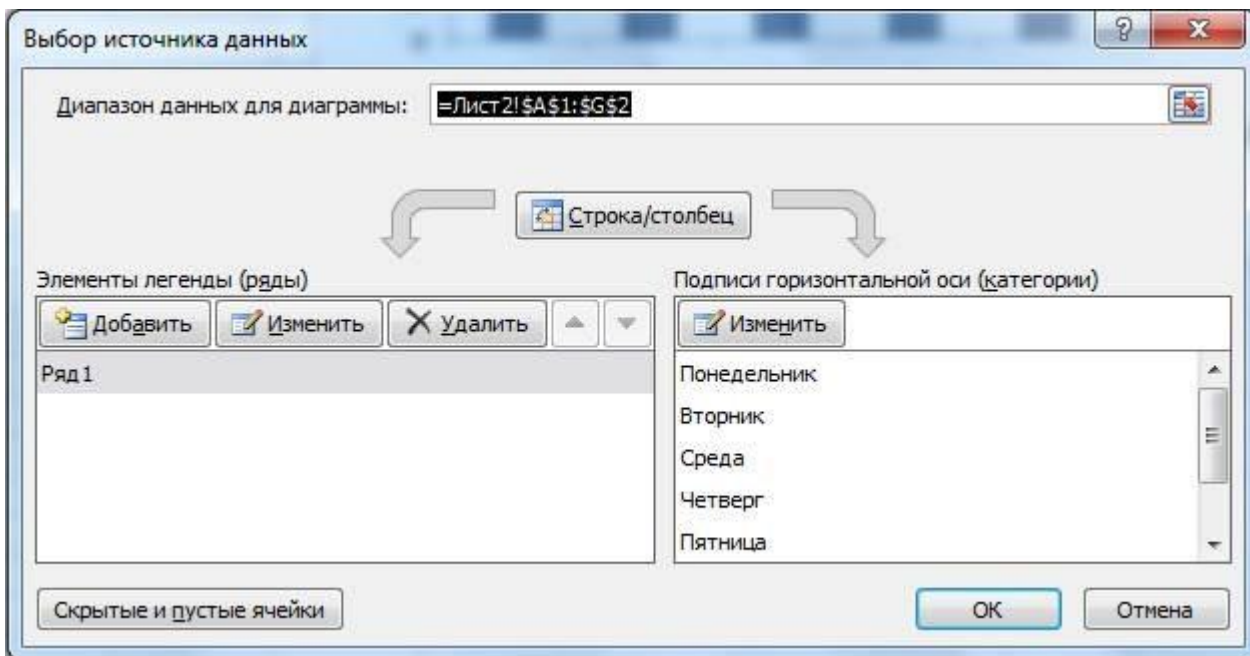 Выбор источника данных
Диапазон данных для диаграммы: =Лист2!$A$1:$G$2
Строка/столбец
Элементы легенды (ряды)
Добавить Изменить Удалить
Ряд1
Подписи горизонтальной оси (категории)
Изменить
Понедельник
Вторник
Среда
Четверг
Пятница
Скрытые и пустые ячейки
ОК Отмена